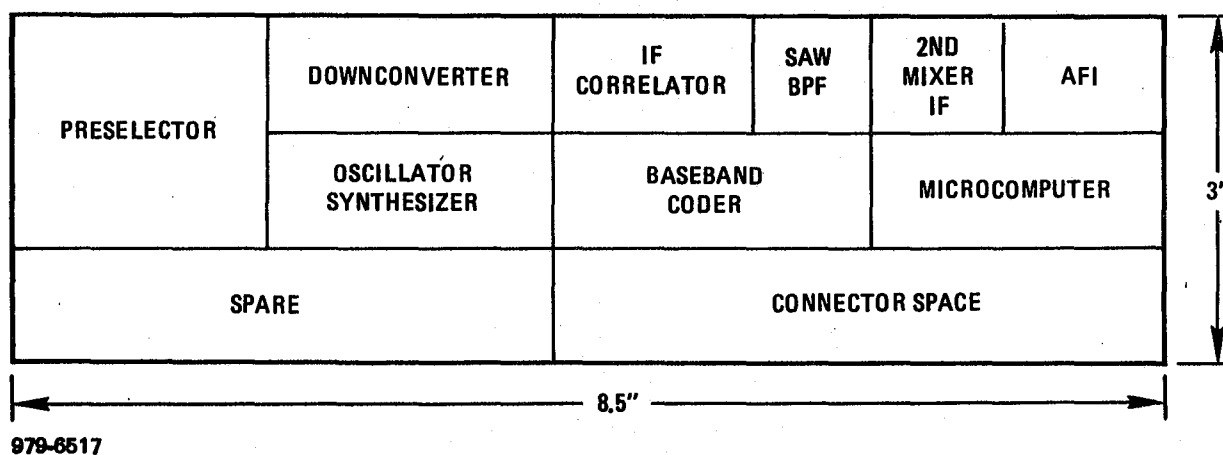 PRESELECTOR
DOWNCONVERTER
IF
CORRELATOR
SAW
BPF
2ND
MIXER
IF
AFI
OSCILLATOR
SYNTHESIZER
BASEBAND
CODER
MICROCOMPUTER
SPARE
CONNECTOR SPACE
3"
8.5"
979-6517